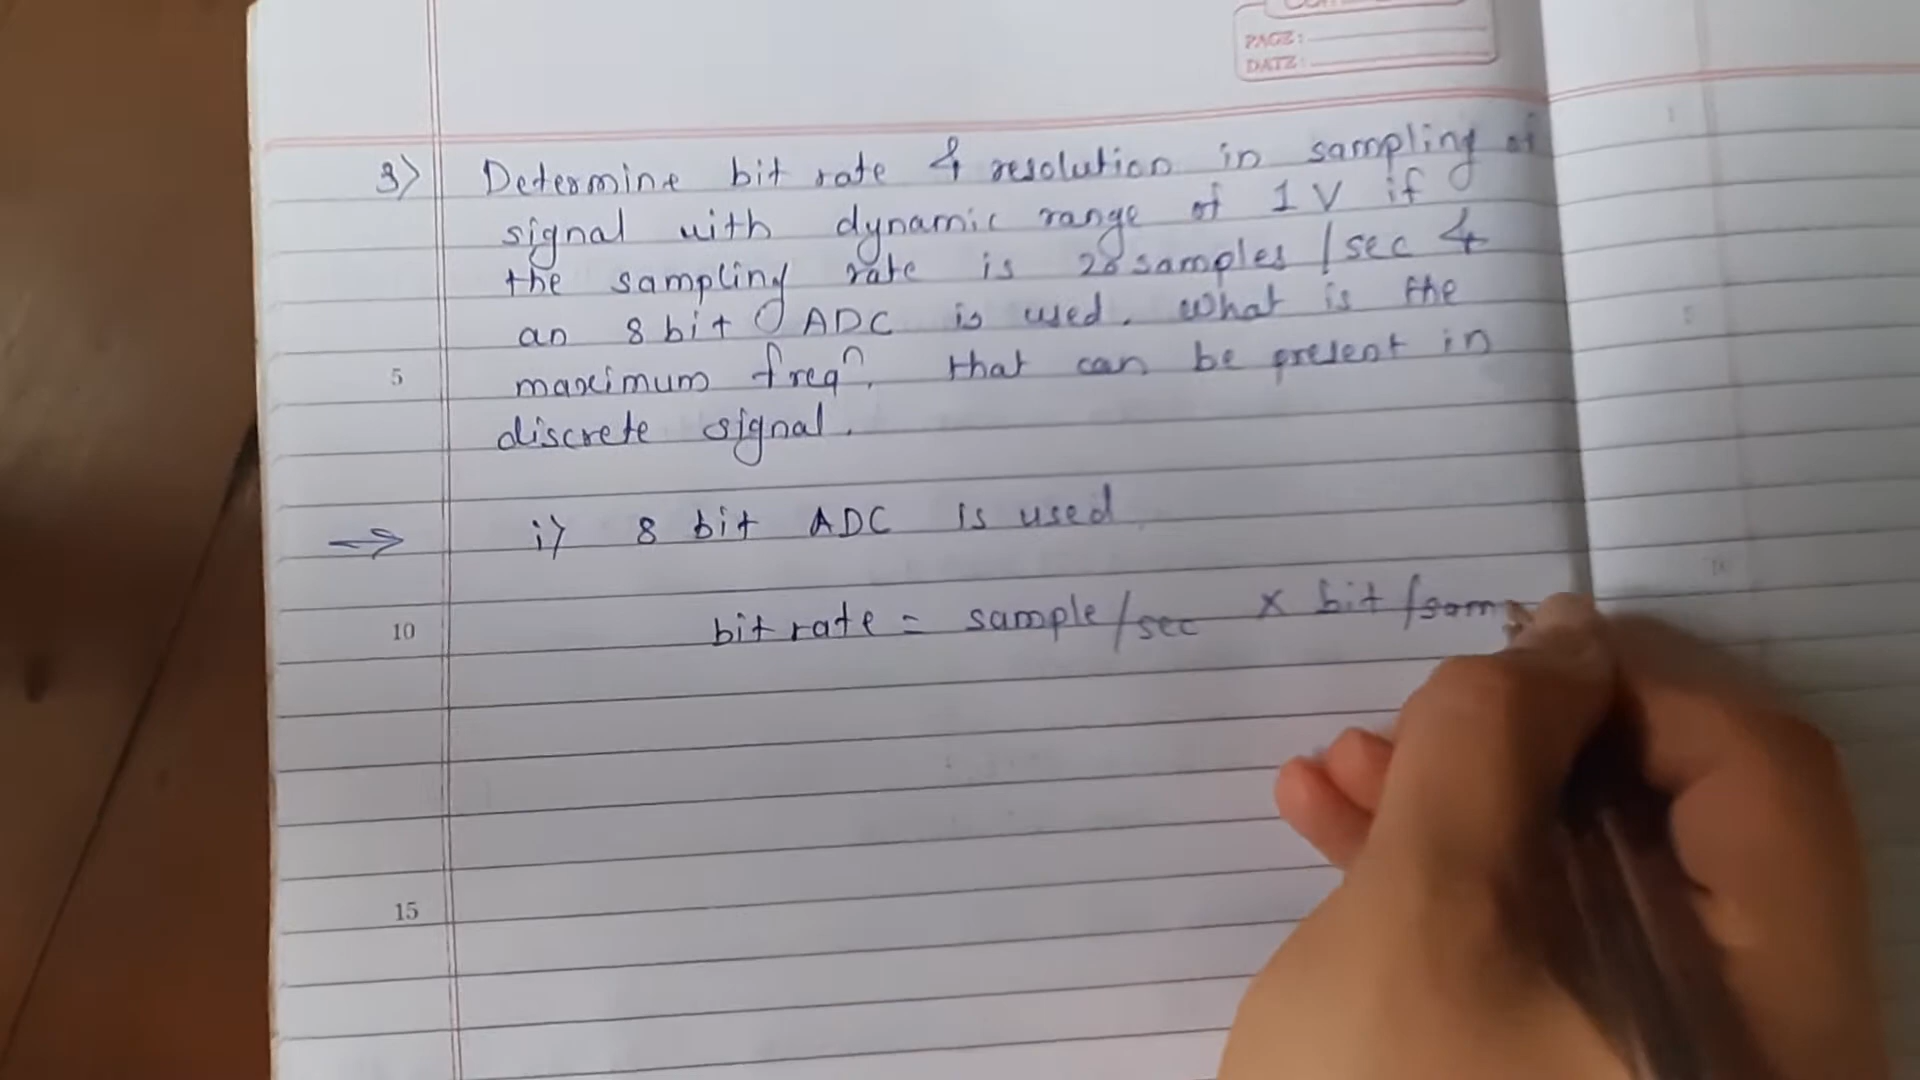 PAGE:
DATE:
3) Determine bit rate & resolution in sampling of
signal with dynamic range of 1 V if
the sampling rate is 20 samples / sec &
an 8 bit ADC is used. What is the
5 maximum freqⁿ. that can be present in
discrete signal.
⇒ i) 8 bit ADC is used
10 bit rate = sample/sec × bit /sam
15